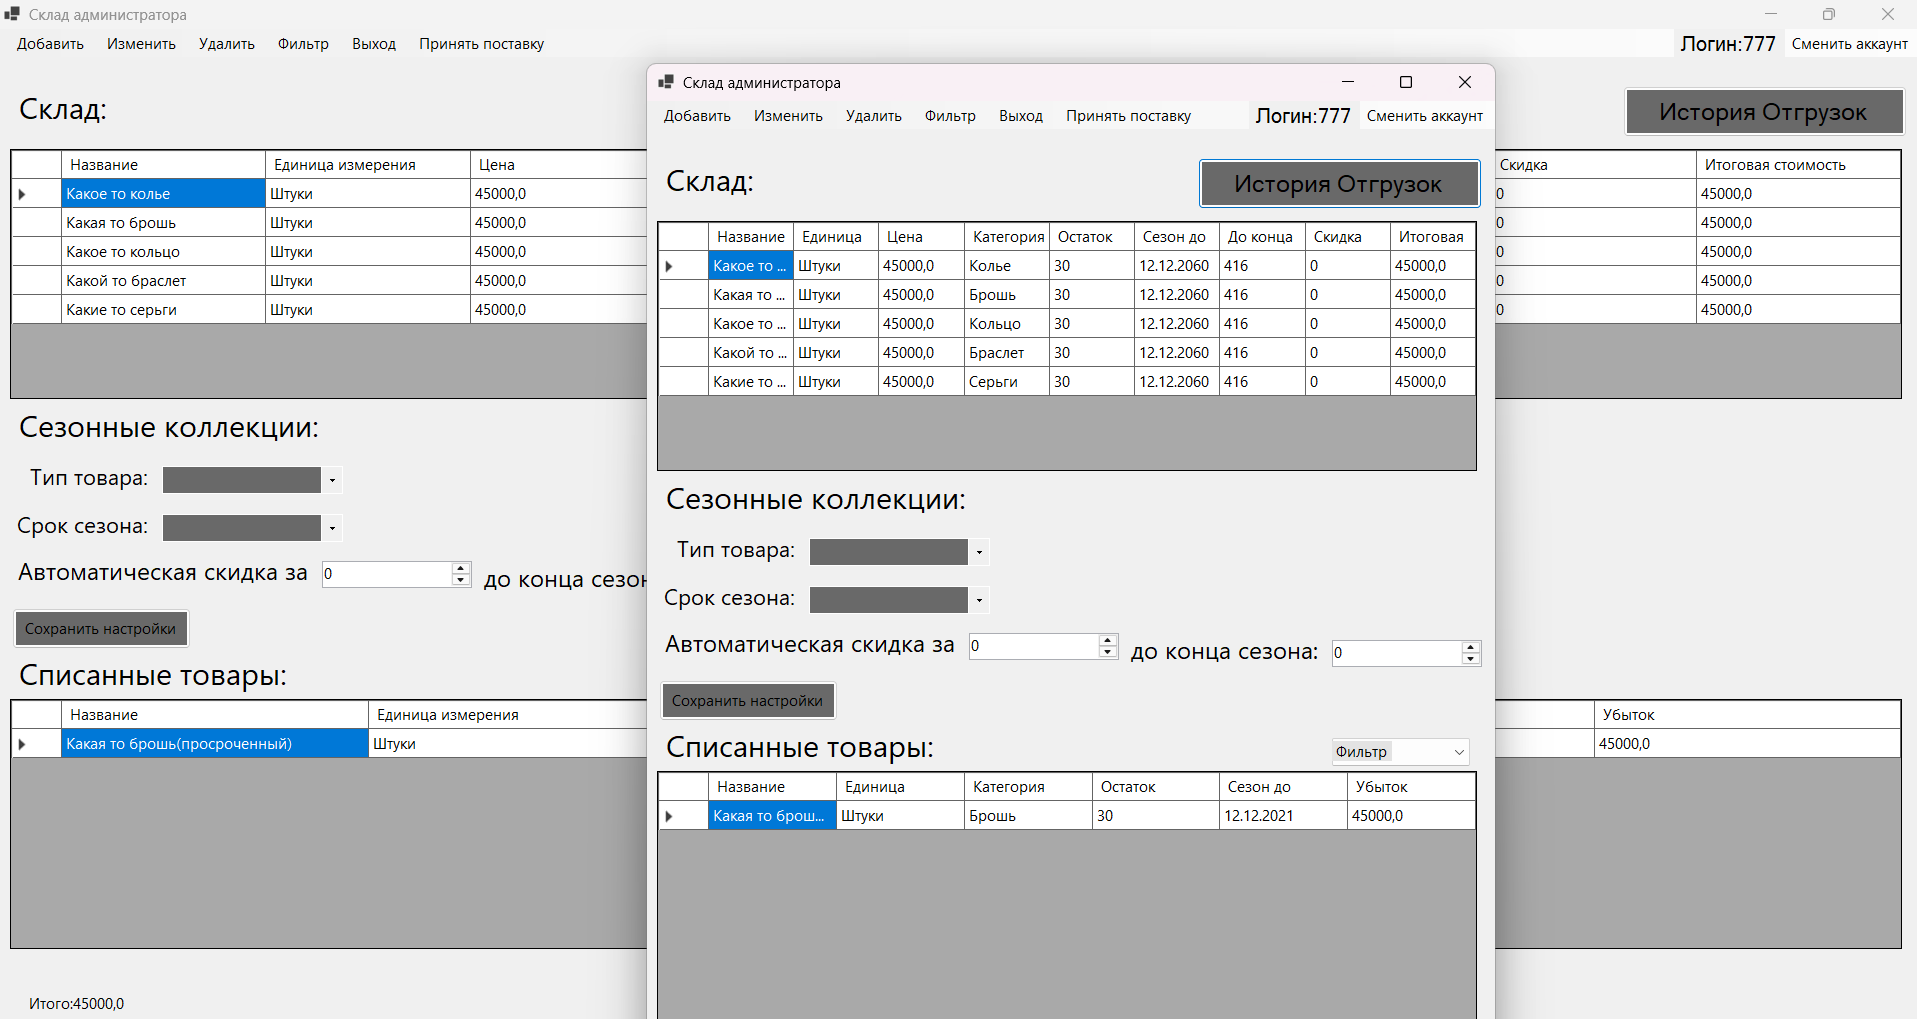 Склад администратора
Добавить Изменить Удалить Фильтр Выход Принять поставку Логин:777 Сменить аккаунт
Склад:
История Отгрузок
Название Единица измерения Цена Скидка Итоговая стоимость
Какое то колье Штуки 45000,0 0 45000,0
Какая то брошь Штуки 45000,0 0 45000,0
Какое то кольцо Штуки 45000,0 0 45000,0
Какой то браслет Штуки 45000,0 0 45000,0
Какие то серьги Штуки 45000,0 0 45000,0
Сезонные коллекции:
Тип товара:
Срок сезона:
Автоматическая скидка за 0 до конца сезон
Сохранить настройки
Списанные товары:
Название Единица измерения Убыток
Какая то брошь(просроченный) Штуки 45000,0
Итого:45000,0
Склад администратора
Добавить Изменить Удалить Фильтр Выход Принять поставку Логин:777 Сменить аккаунт
Склад:
История Отгрузок
Название Единица Цена Категория Остаток Сезон до До конца Скидка Итоговая
Какое то ... Штуки 45000,0 Колье 30 12.12.2060 416 0 45000,0
Какая то ... Штуки 45000,0 Брошь 30 12.12.2060 416 0 45000,0
Какое то ... Штуки 45000,0 Кольцо 30 12.12.2060 416 0 45000,0
Какой то ... Штуки 45000,0 Браслет 30 12.12.2060 416 0 45000,0
Какие то ... Штуки 45000,0 Серьги 30 12.12.2060 416 0 45000,0
Сезонные коллекции:
Тип товара:
Срок сезона:
Автоматическая скидка за 0 до конца сезона: 0
Сохранить настройки
Списанные товары:
Фильтр
Название Единица Категория Остаток Сезон до Убыток
Какая то брош... Штуки Брошь 30 12.12.2021 45000,0